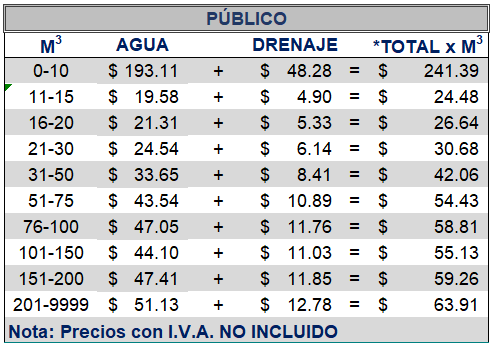 PÚBLICO
M³ AGUA DRENAJE *TOTAL x M³
0-10 $ 193.11 + $ 48.28 = $ 241.39
11-15 $ 19.58 + $ 4.90 = $ 24.48
16-20 $ 21.31 + $ 5.33 = $ 26.64
21-30 $ 24.54 + $ 6.14 = $ 30.68
31-50 $ 33.65 + $ 8.41 = $ 42.06
51-75 $ 43.54 + $ 10.89 = $ 54.43
76-100 $ 47.05 + $ 11.76 = $ 58.81
101-150 $ 44.10 + $ 11.03 = $ 55.13
151-200 $ 47.41 + $ 11.85 = $ 59.26
201-9999 $ 51.13 + $ 12.78 = $ 63.91
Nota: Precios con I.V.A. NO INCLUIDO